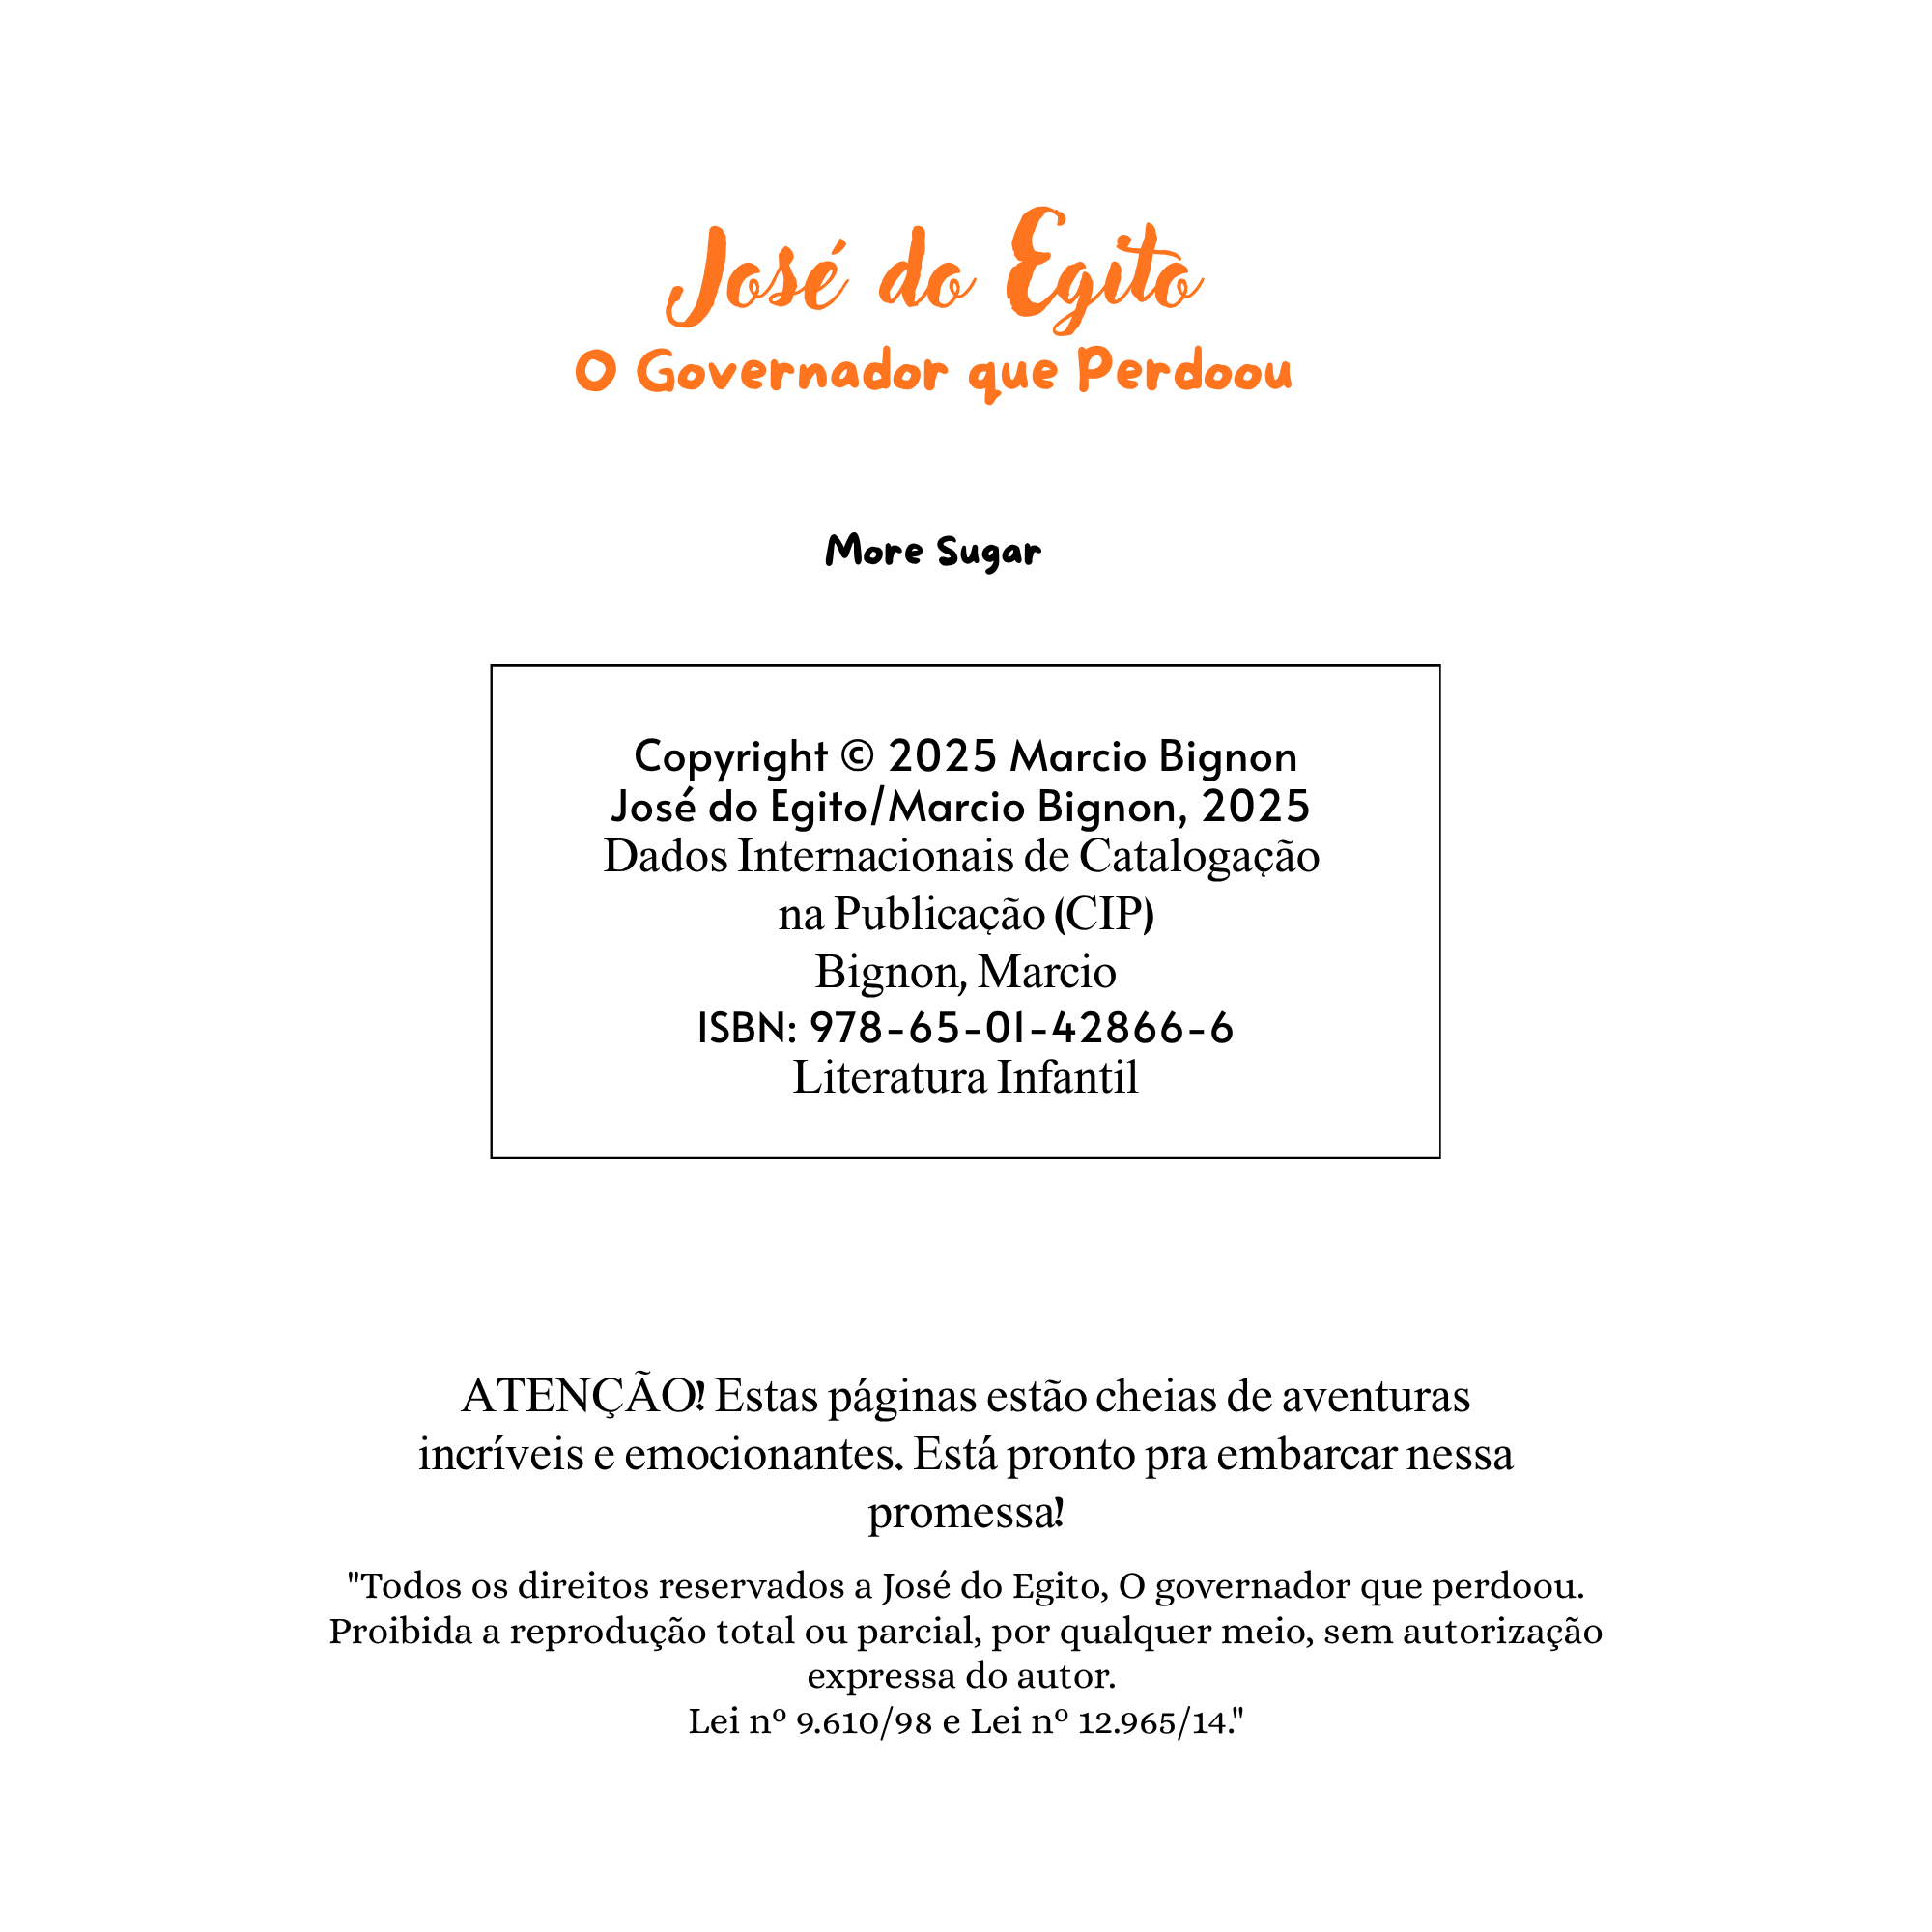 José do Egito
O Governador que Perdoou
More Sugar
Copyright © 2025 Marcio Bignon
José do Egito/Marcio Bignon, 2025
Dados Internacionais de Catalogação
na Publicação (CIP)
Bignon, Marcio
ISBN: 978-65-01-42866-6
Literatura Infantil
ATENÇÃO! Estas páginas estão cheias de aventuras
incríveis e emocionantes. Está pronto pra embarcar nessa
promessa!
"Todos os direitos reservados a José do Egito, O governador que perdoou.
Proibida a reprodução total ou parcial, por qualquer meio, sem autorização
expressa do autor.
Lei nº 9.610/98 e Lei nº 12.965/14."